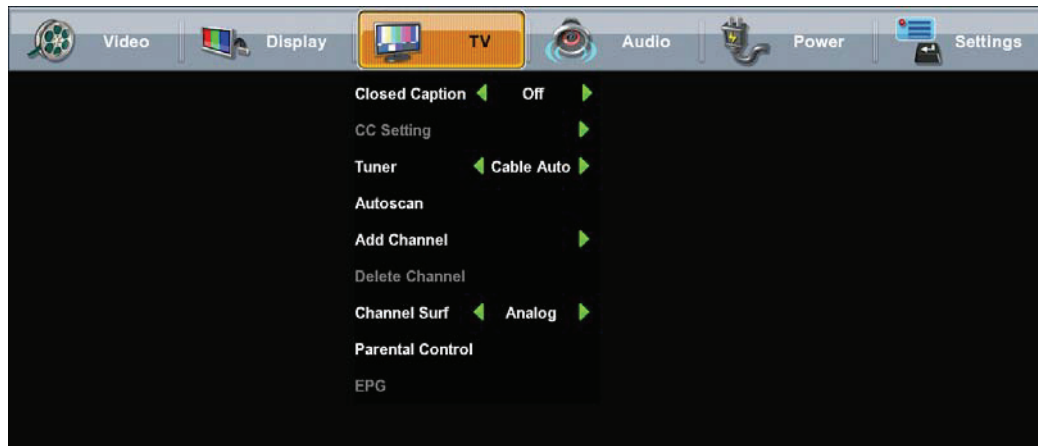 Video Display TV Audio Power Settings
Closed Caption Off
CC Setting
Tuner Cable Auto
Autoscan
Add Channel
Delete Channel
Channel Surf Analog
Parental Control
EPG